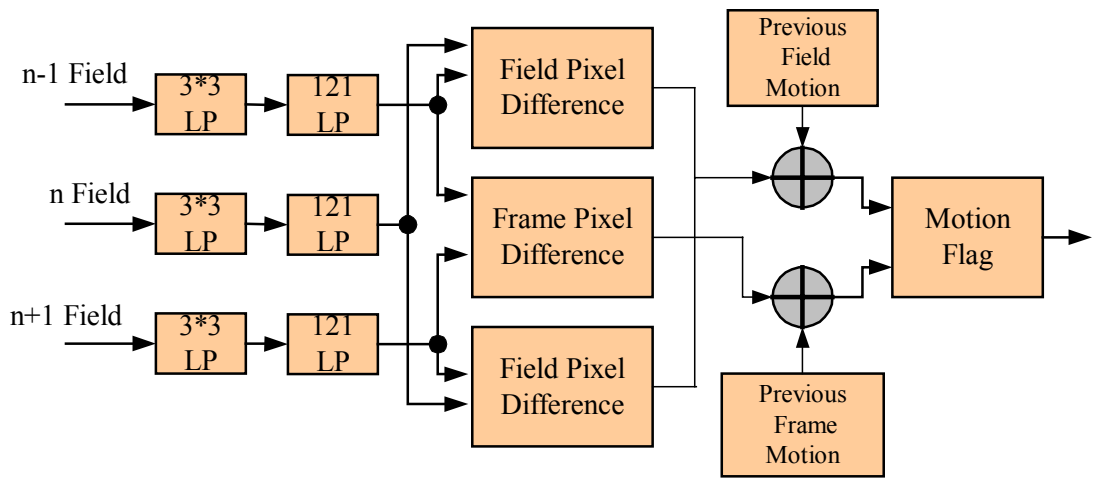 n-1 Field
3*3
LP
121
LP
n Field
3*3
LP
121
LP
n+1 Field
3*3
LP
121
LP
Field Pixel
Difference
Frame Pixel
Difference
Field Pixel
Difference
Previous
Field
Motion
Previous
Frame
Motion
Motion
Flag